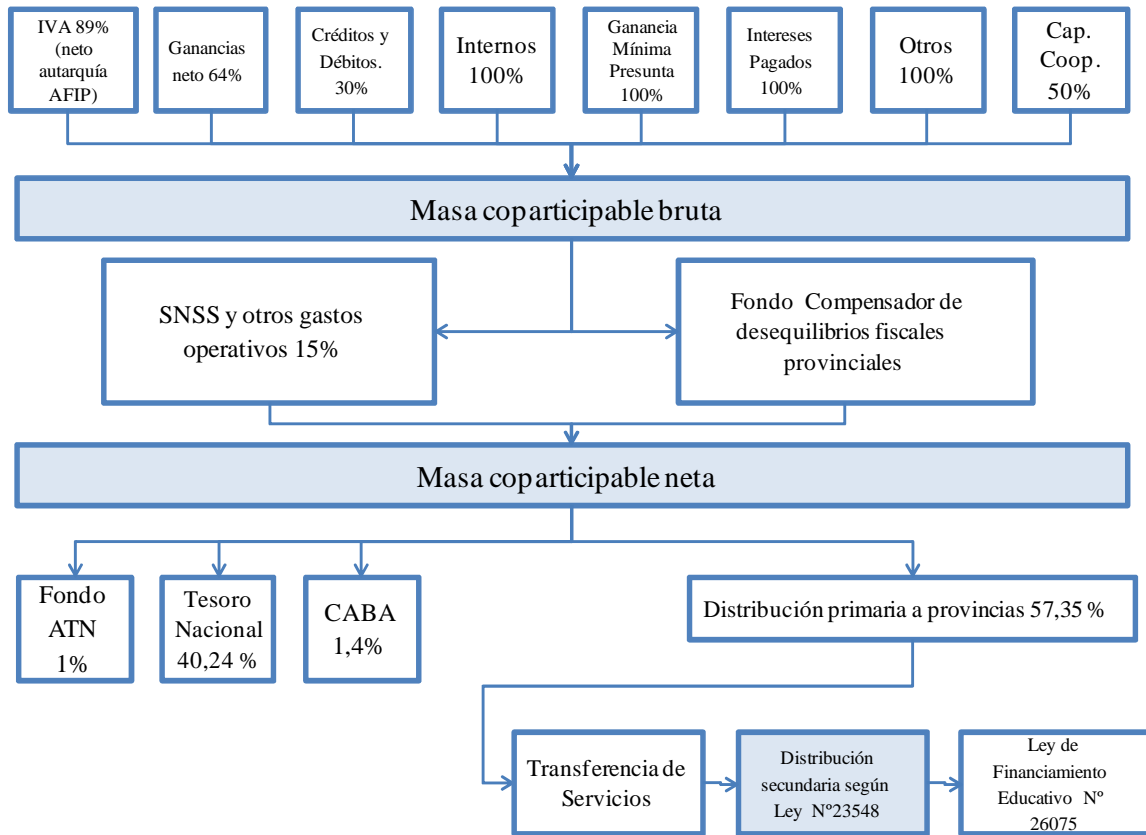 IVA 89%
(neto
autarquía
AFIP)
Ganancias
neto 64%
Créditos y
Débitos.
30%
Internos
100%
Ganancia
Mínima
Presunta
100%
Intereses
Pagados
100%
Otros
100%
Cap.
Coop.
50%
Masa coparticipable bruta
SNSS y otros gastos
operativos 15%
Fondo Compensador de
desequilibrios fiscales
provinciales
Masa coparticipable neta
Fondo
ATN
1%
Tesoro
Nacional
40,24 %
CABA
1,4%
Distribución primaria a provincias 57,35 %
Transferencia de
Servicios
Distribución
secundaria según
Ley Nº23548
Ley de
Financiamiento
Educativo Nº
26075